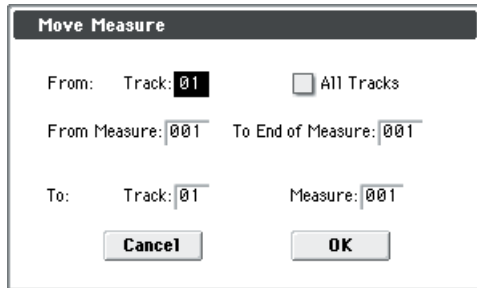 Move Measure
From: Track: 01 All Tracks
From Measure: 001 To End of Measure: 001
To: Track: 01 Measure: 001
Cancel OK